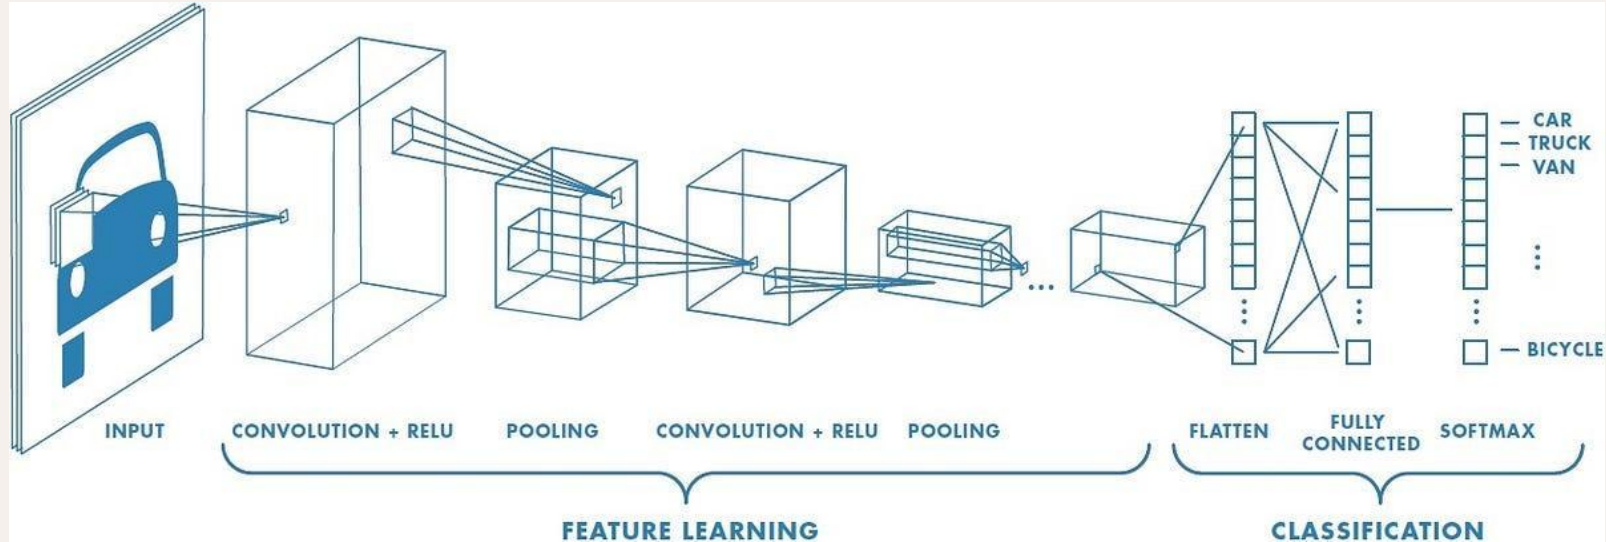 CAR
TRUCK
VAN
BICYCLE
INPUT
CONVOLUTION + RELU
POOLING
CONVOLUTION + RELU
POOLING
FLATTEN
FULLY
CONNECTED
SOFTMAX
FEATURE LEARNING
CLASSIFICATION